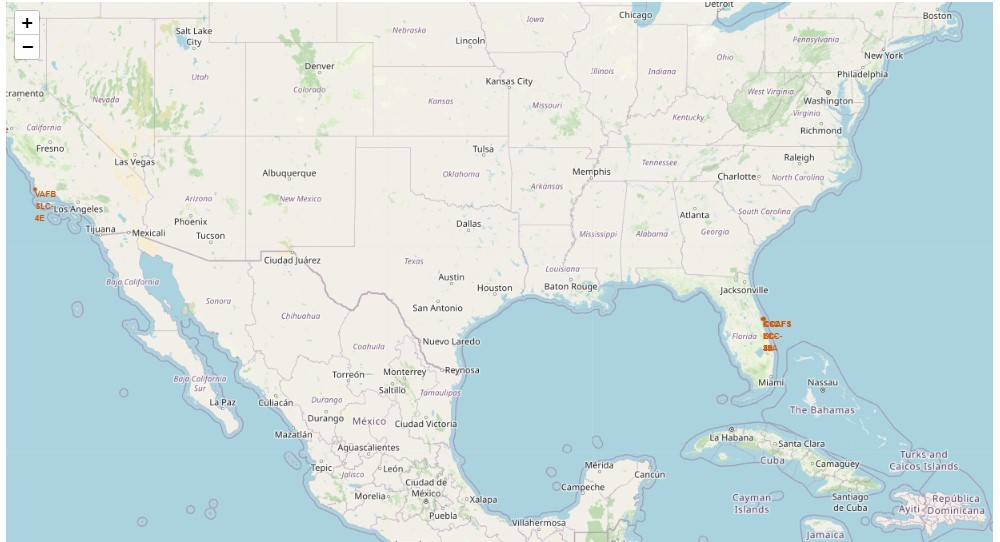 +
−
Chicago
Detroit
Iowa
Boston
Salt Lake
City
Nebraska
Lincoln
Pennsylvania
New York
Denver
Ohio
Utah
Illinois
Indiana
Philadelphia
Kansas City
Colorado
West Virginia
cramento
Nevada
Kansas
Missouri
Washington
Virginia
Kentucky
California
Richmond
Fresno
Las Vegas
Tulsa
Raleigh
Tennessee
Albuquerque
Oklahoma
Memphis
Charlotte
North Carolina
Arkansas
VAFB
SLC-
4E
Los Angeles
Arizona
New Mexico
South Carolina
Atlanta
Phoenix
Dallas
Tijuana
Mexicali
Tucson
Mississippi
Alabama
Georgia
Ciudad Juárez
Texas
Louisiana
Baja California
Austin
Houston
Baton Rouge
Jacksonville
Sonora
San Antonio
Chihuahua
Florida
Nuevo Laredo
Coahuila
Torreón
Monterrey
Reynosa
Baja California
Sur
Saltillo
Miami
Nassau
La Paz
Culiacán
Durango
Tamaulipas
Durango
México
Ciudad Victoria
The Bahamas
Mazatlán
La Habana
Santa Clara
Aguascalientes
Cuba
Camaguey
Turks and
Caicos Islands
Tepic
León
Jalisco
Mérida
Cancún
Ciudad de
México
Campeche
Morelia
Xalapa
Cayman
Islands
Santiago
de Cuba
Puebla
República
Dominicana
Ayiti
Villahermosa
Jamaica